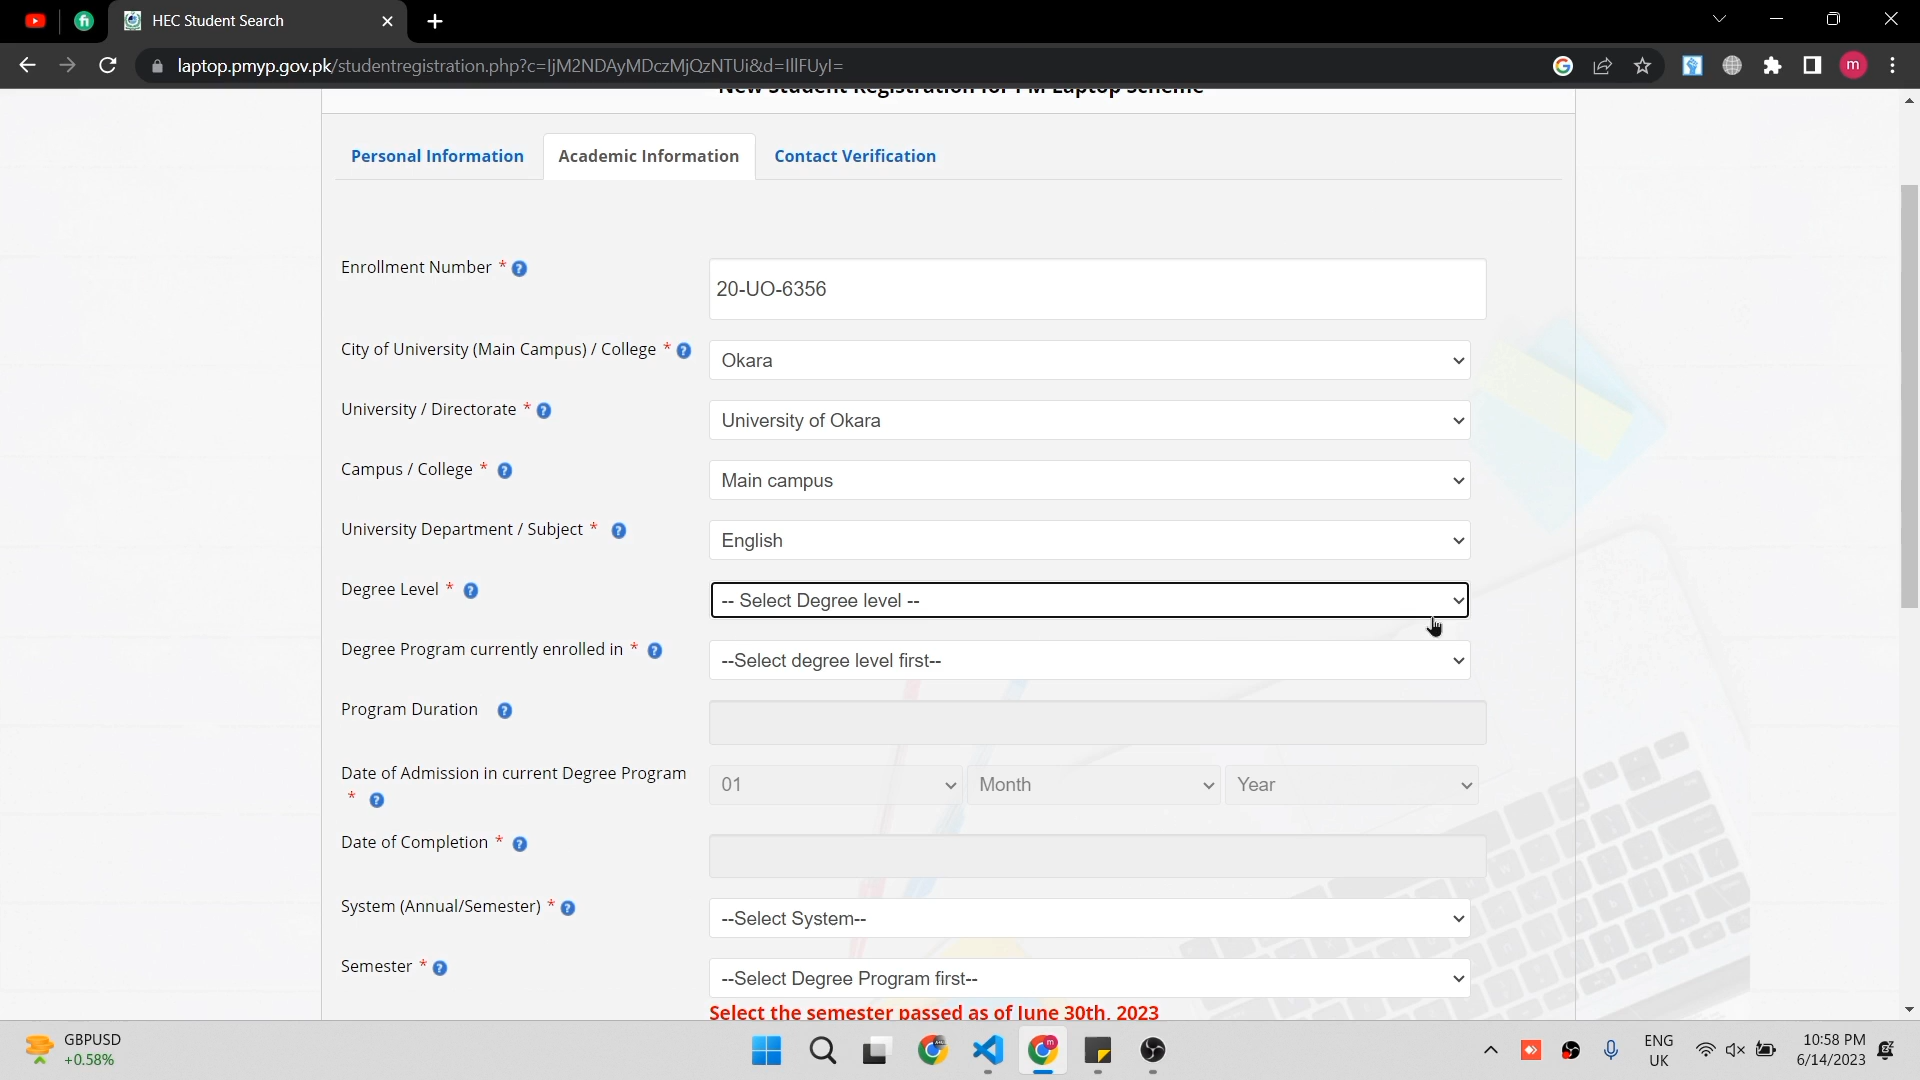 HEC Student Search
laptop.pmyp.gov.pk/studentregistration.php?c=IjM2NDAyMDczMjQzNTUi&d=IllFUyI=
m
New Student Registration for PM Laptop Scheme
Personal Information
Academic Information
Contact Verification
Enrollment Number * ?
20-UO-6356
City of University (Main Campus) / College * ?
Okara
University / Directorate * ?
University of Okara
Campus / College * ?
Main campus
University Department / Subject * ?
English
Degree Level * ?
-- Select Degree level --
Degree Program currently enrolled in * ?
--Select degree level first--
Program Duration ?
Date of Admission in current Degree Program
* ?
01
Month
Year
Date of Completion * ?
System (Annual/Semester) * ?
--Select System--
Semester * ?
--Select Degree Program first--
Select the semester passed as of June 30th, 2023
GBPUSD
+0.58%
ENG
UK
10:58 PM
6/14/2023